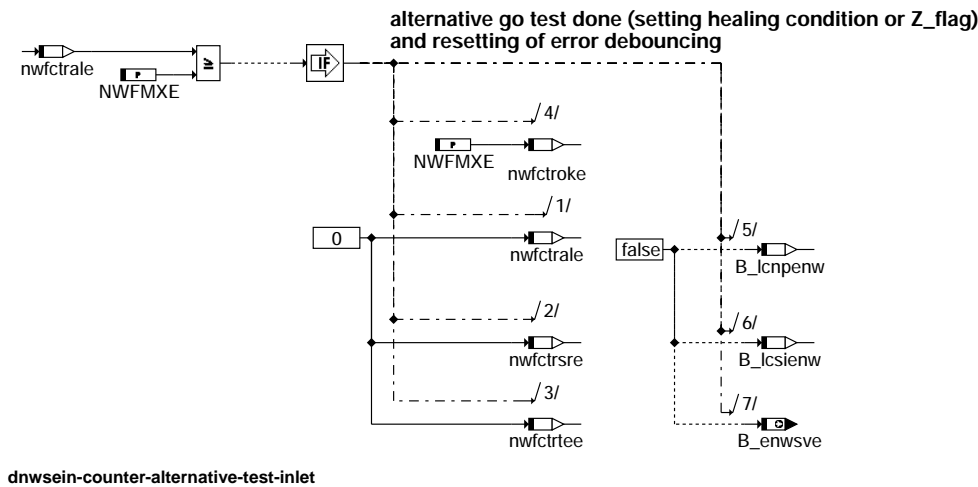 alternative go test done (setting healing condition or Z_flag)
and resetting of error debouncing
nwfctrale
P
NWFMXE
≥
IF
4/
P
NWFMXE
nwfctroke
1/
0
nwfctrale
5/
false
B_lcnpenw
2/
nwfctrsre
6/
B_lcsienw
3/
nwfctrtee
7/
B_enwsve
dnwsein-counter-alternative-test-inlet